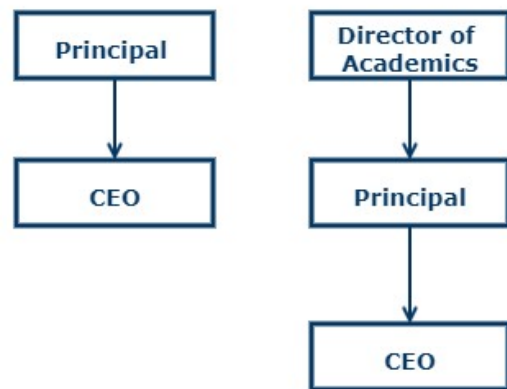 Principal
CEO
Director of
Academics
Principal
CEO